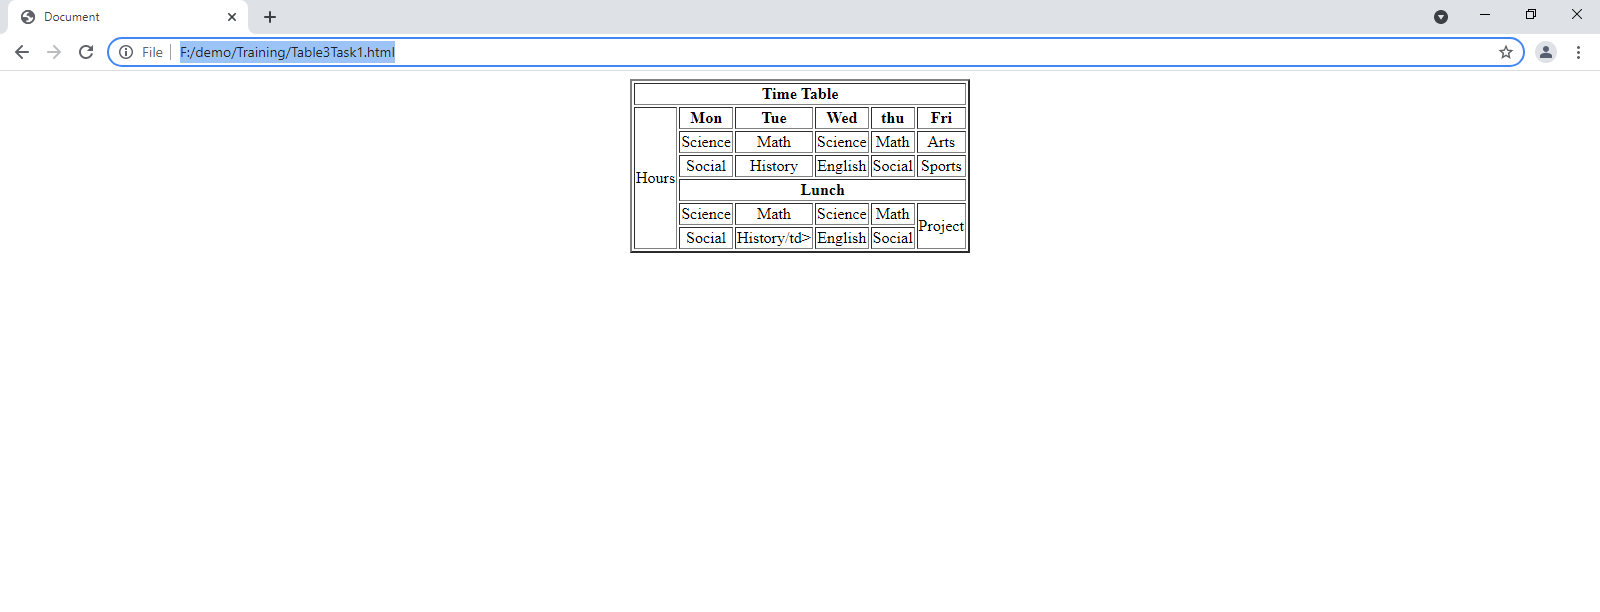 Document
File F:/demo/Training/Table3Task1.html
Time Table
Mon Tue Wed thu Fri
Science Math Science Math Arts
Social History English Social Sports
Hours
Lunch
Science Math Science Math
Project
Social History/td> English Social